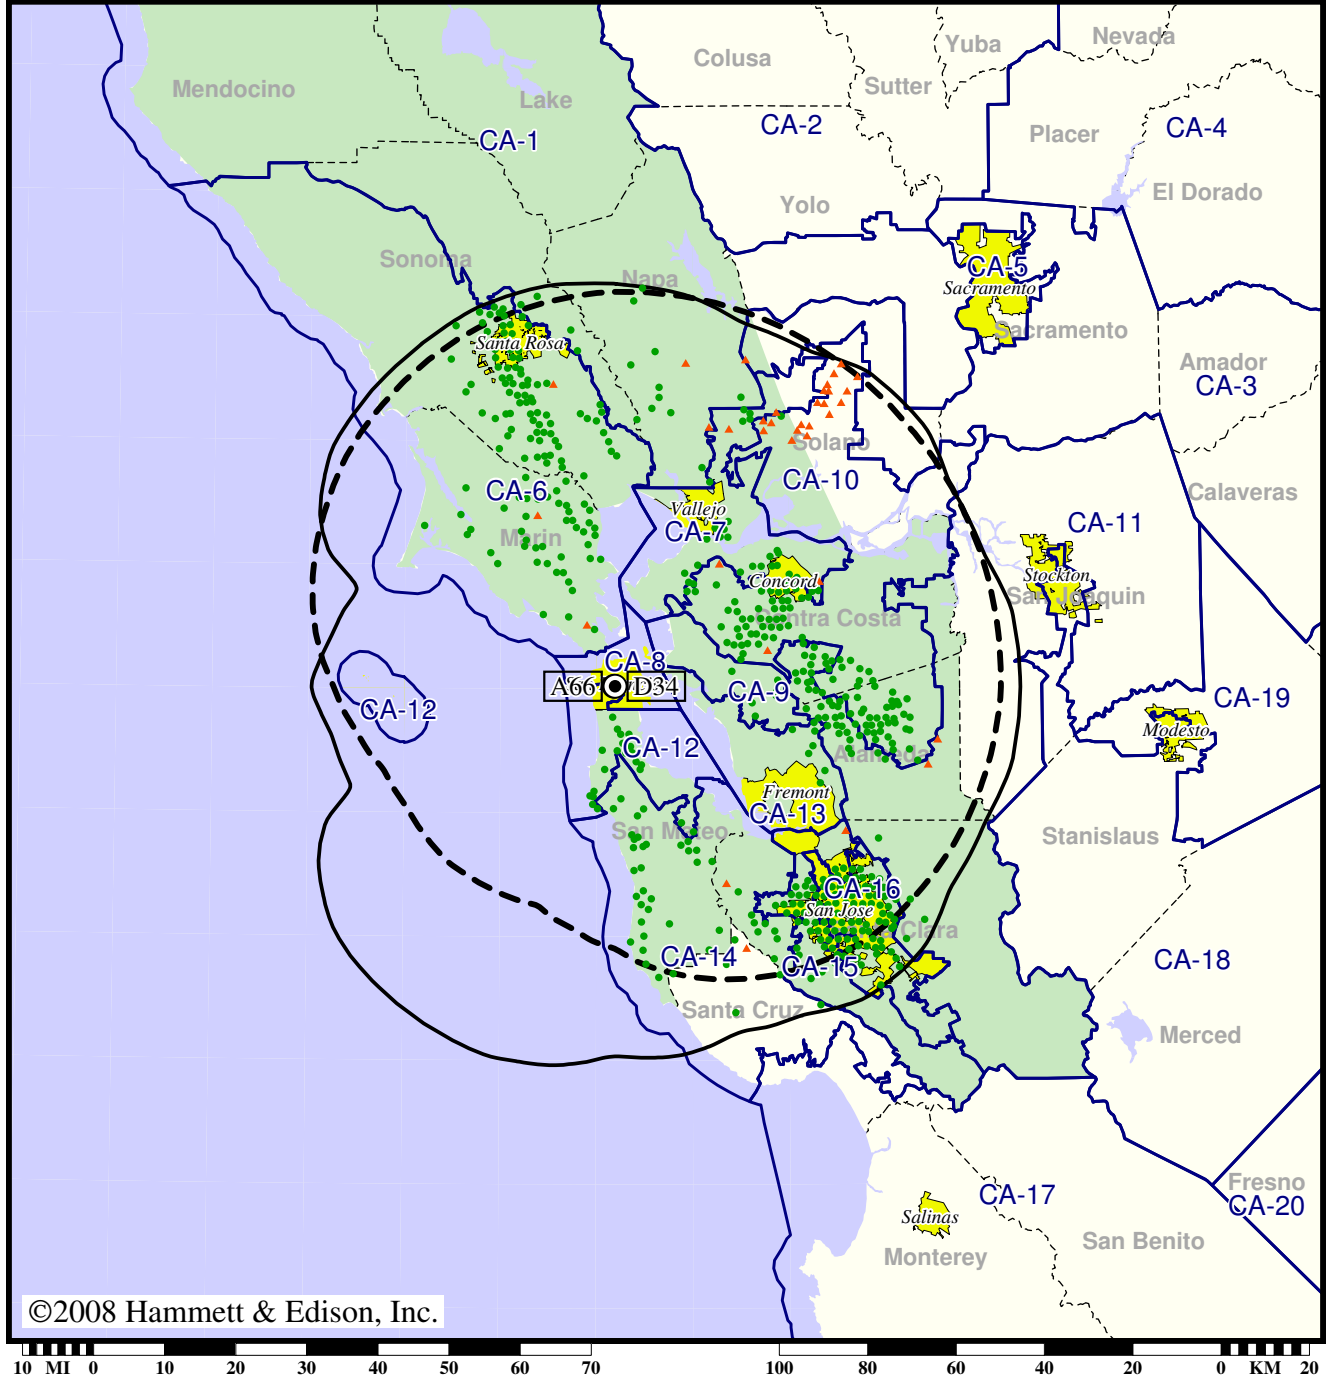 Nevada
Yuba
Colusa
Sutter
Mendocino
Lake
CA-2
CA-4
Placer
CA-1
El Dorado
Yolo
Sonoma
CA-5
Napa
Sacramento
Sacramento
Santa Rosa
Amador
CA-3
Solano
CA-10
CA-6
Calaveras
Vallejo
CA-11
CA-7
Marin
Concord
Stockton
San Joaquin
Contra Costa
CA-8
A66
D34
CA-9
CA-19
CA-12
Modesto
CA-12
Alameda
Fremont
CA-13
San Mateo
Stanislaus
CA-16
San Jose
Clara
CA-14
CA-15
CA-18
Santa Cruz
Merced
Fresno
CA-17
CA-20
Salinas
San Benito
Monterey
©2008 Hammett & Edison, Inc.
10 MI 0 10 20 30 40 50 60 70 100 80 60 40 20 0 KM 20